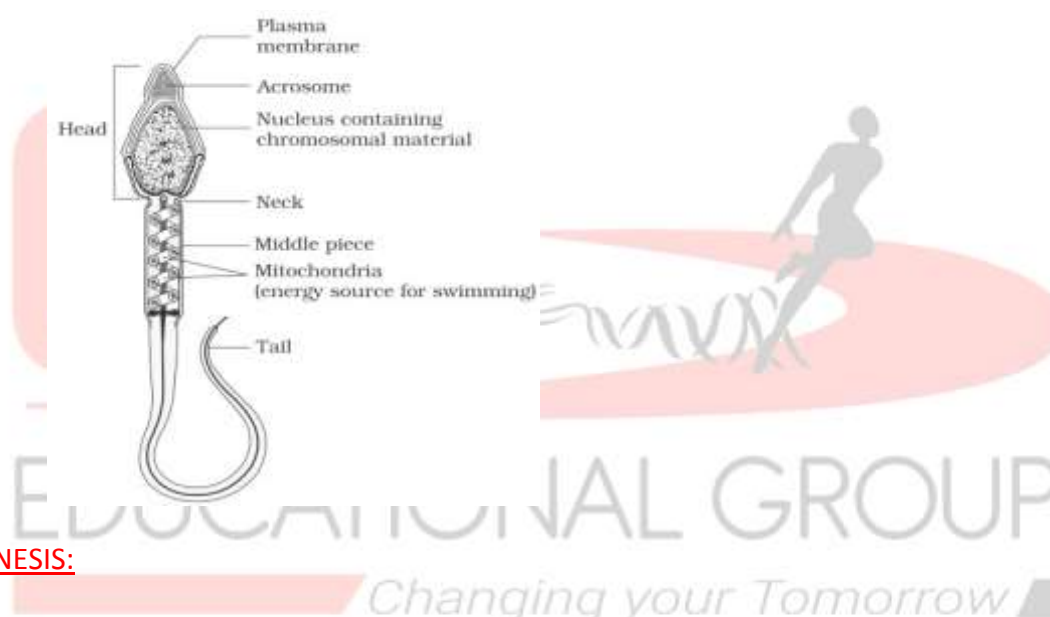 Plasma
membrane
Acrosome
Head
Nucleus containing
chromosomal material
Neck
Middle piece
Mitochondria
(energy source for swimming)
Tail
EDUCATIONAL GROUP
NESIS:
Changing your Tomorrow